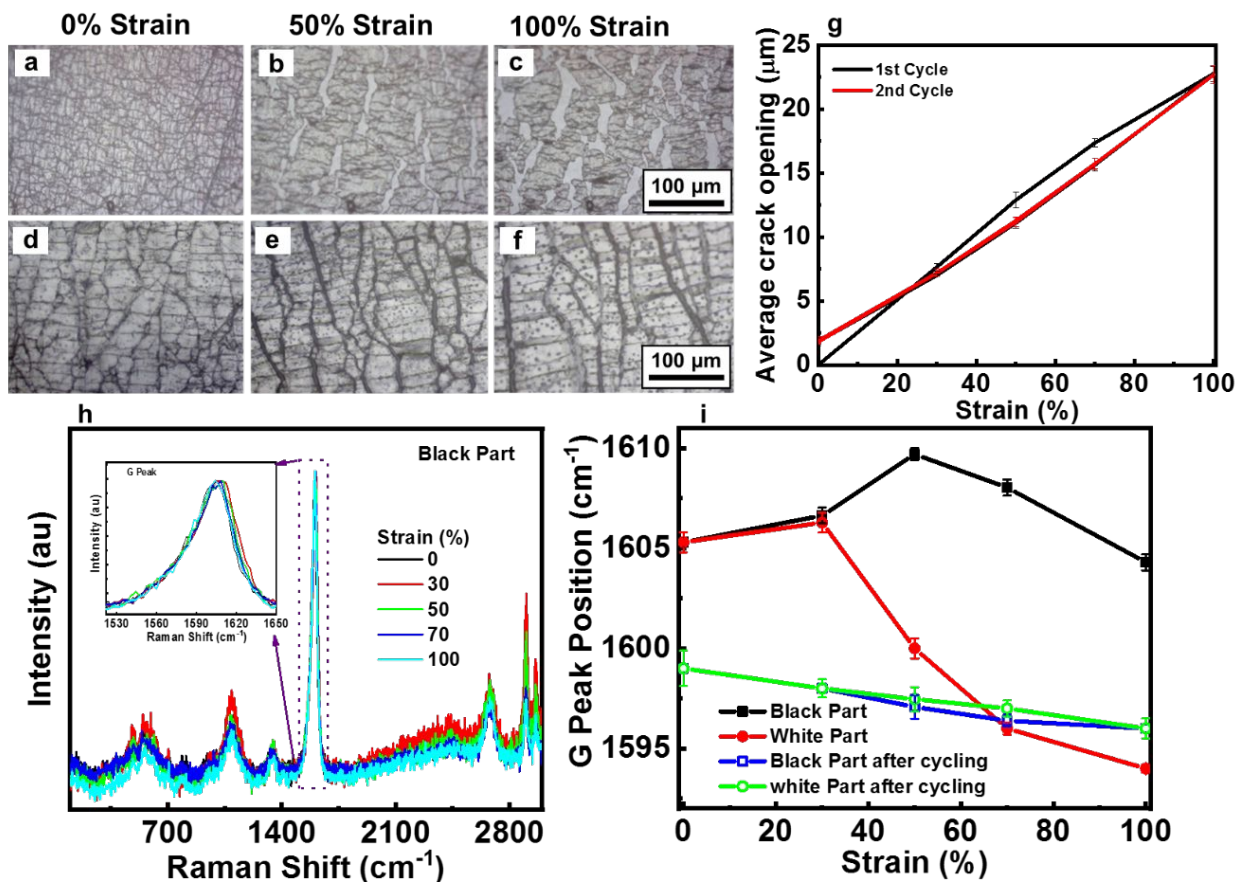 0% Strain
50% Strain
100% Strain
a
b
c
100 µm
d
e
f
100 µm
g
Average crack opening (µm)
25
20
15
10
5
0
1st Cycle
2nd Cycle
0 20 40 60 80 100
Strain (%)
h
Intensity (au)
Black Part
G Peak
Intensity (au)
1530 1560 1590 1620 1650
Raman Shift (cm⁻¹)
Strain (%)
0
30
50
70
100
700 1400 2100 2800
Raman Shift (cm⁻¹)
i
G Peak Position (cm⁻¹)
1610
1605
1600
1595
Black Part
White Part
Black Part after cycling
white Part after cycling
0 20 40 60 80 100
Strain (%)